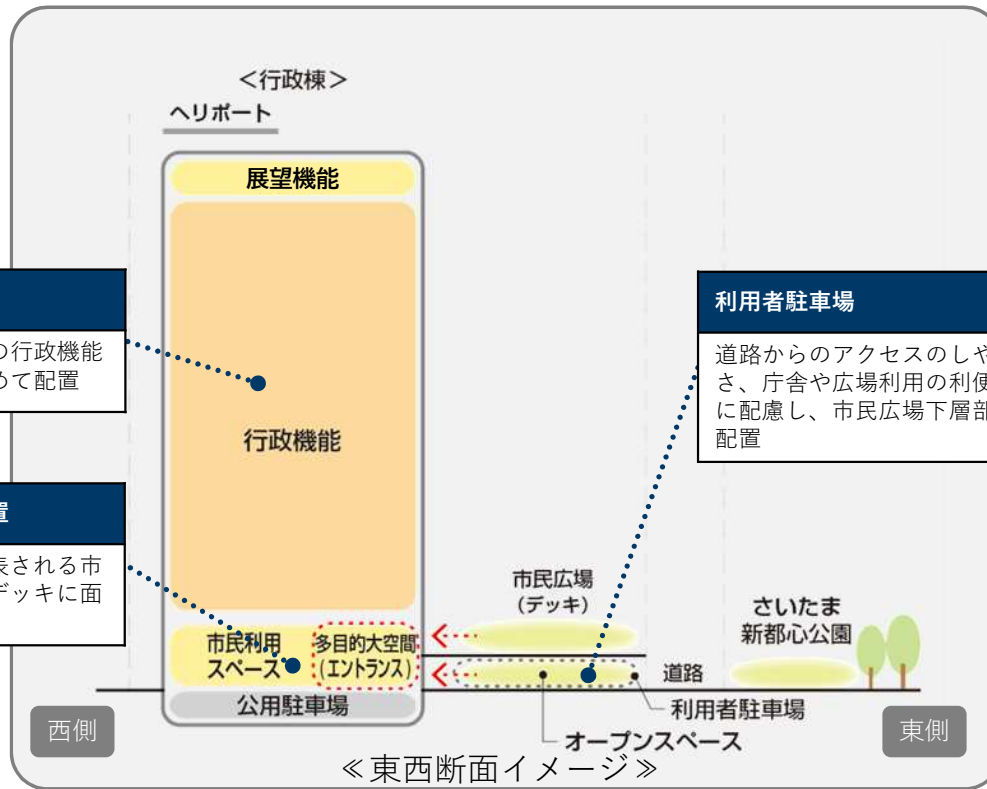 ＜行政棟＞
ヘリポート
展望機能
の行政機能
めて配置
行政機能
利用者駐車場
道路からのアクセスのしや
さ、庁舎や広場利用の利便
に配慮し、市民広場下層部
配置
置
表される市
デッキに面
市民利用
スペース
多目的大空間
(エントランス)
公用駐車場
市民広場
(デッキ)
さいたま
新都心公園
道路
利用者駐車場
オープンスペース
西側
東側
≪東西断面イメージ≫